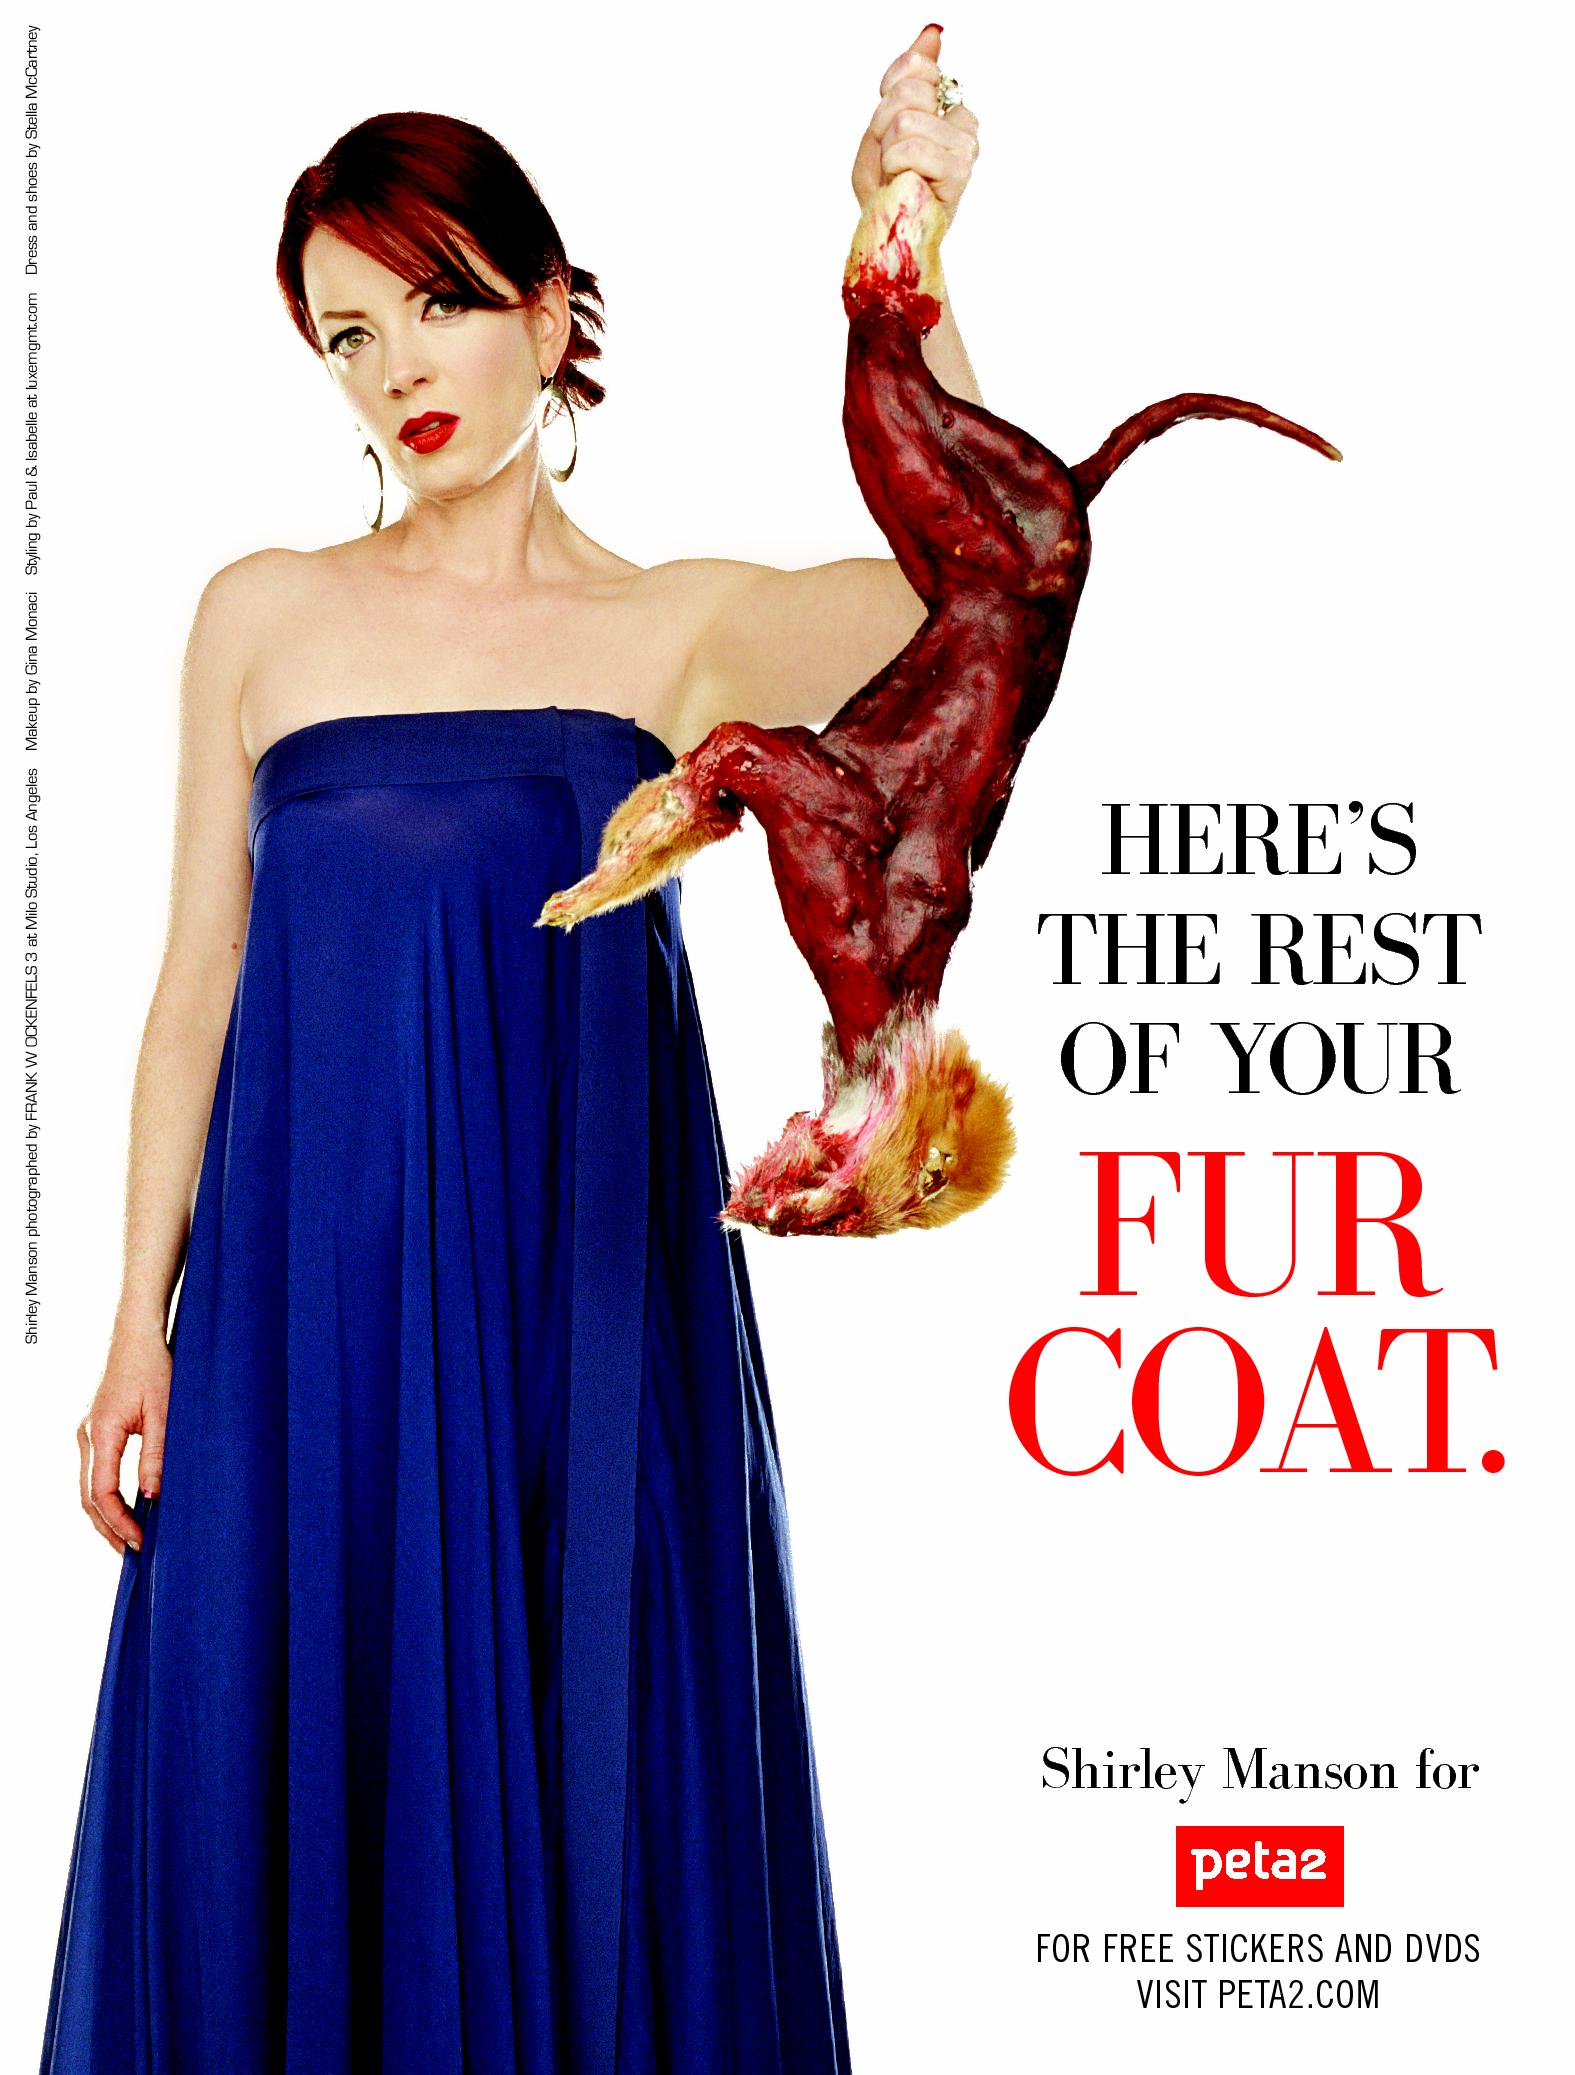 Shirley Manson photographed by FRANK W OCKENFELS 3 at Milo Studio, Los Angeles Makeup by Gina Monaci Styling by Paul & Isabelle at luxemgmt.com Dress and shoes by Stella McCartney
HERE'S
THE REST
OF YOUR
FUR
COAT.
Shirley Manson for
peta2
FOR FREE STICKERS AND DVDS
VISIT PETA2.COM